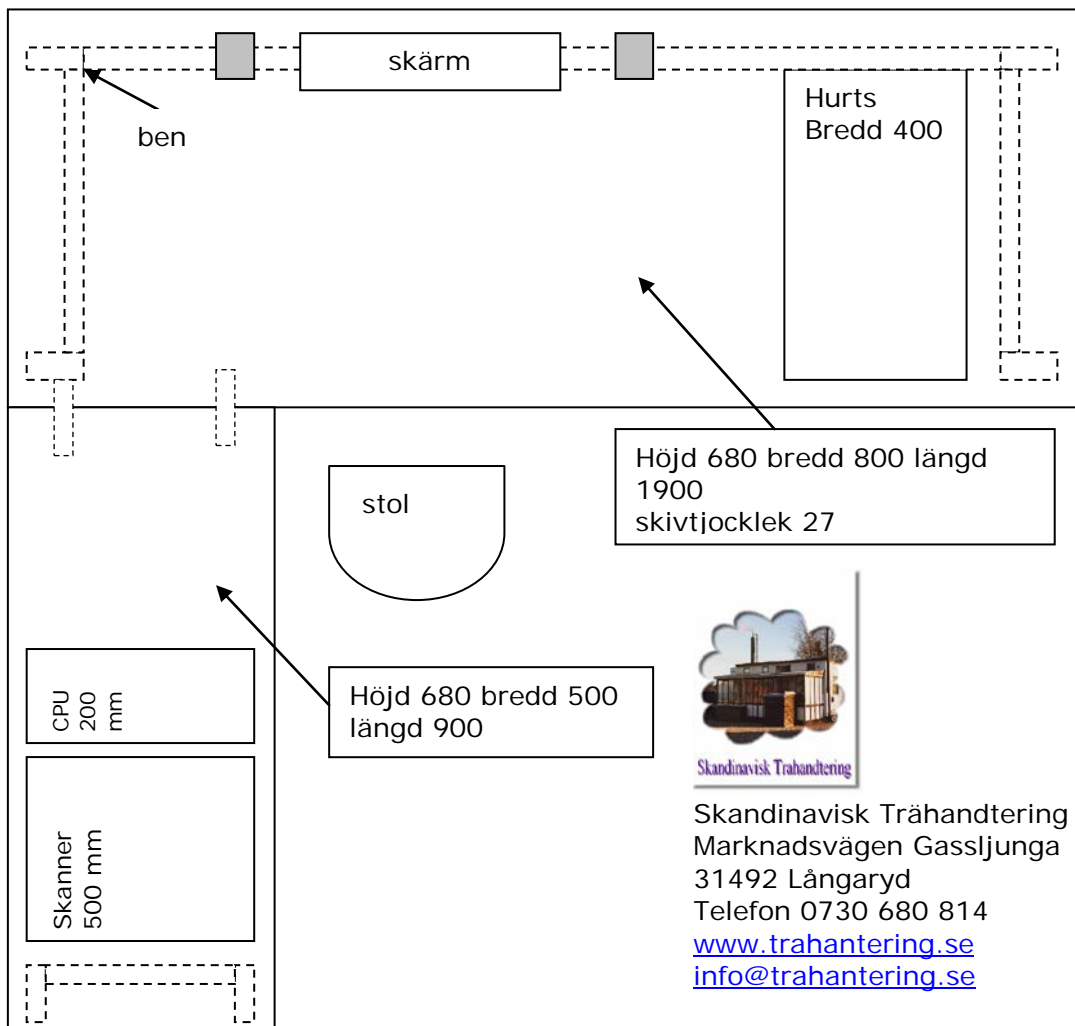 skärm
Hurts
Bredd 400
ben
Höjd 680 bredd 800 längd
1900
skivtjocklek 27
stol
Höjd 680 bredd 500
längd 900
CPU
200
mm
Skanner
500 mm
Skandinavisk Trahandtering
Skandinavisk Trähandtering
Marknadsvägen Gassljunga
31492 Långaryd
Telefon 0730 680 814
www.trahantering.se
info@trahantering.se